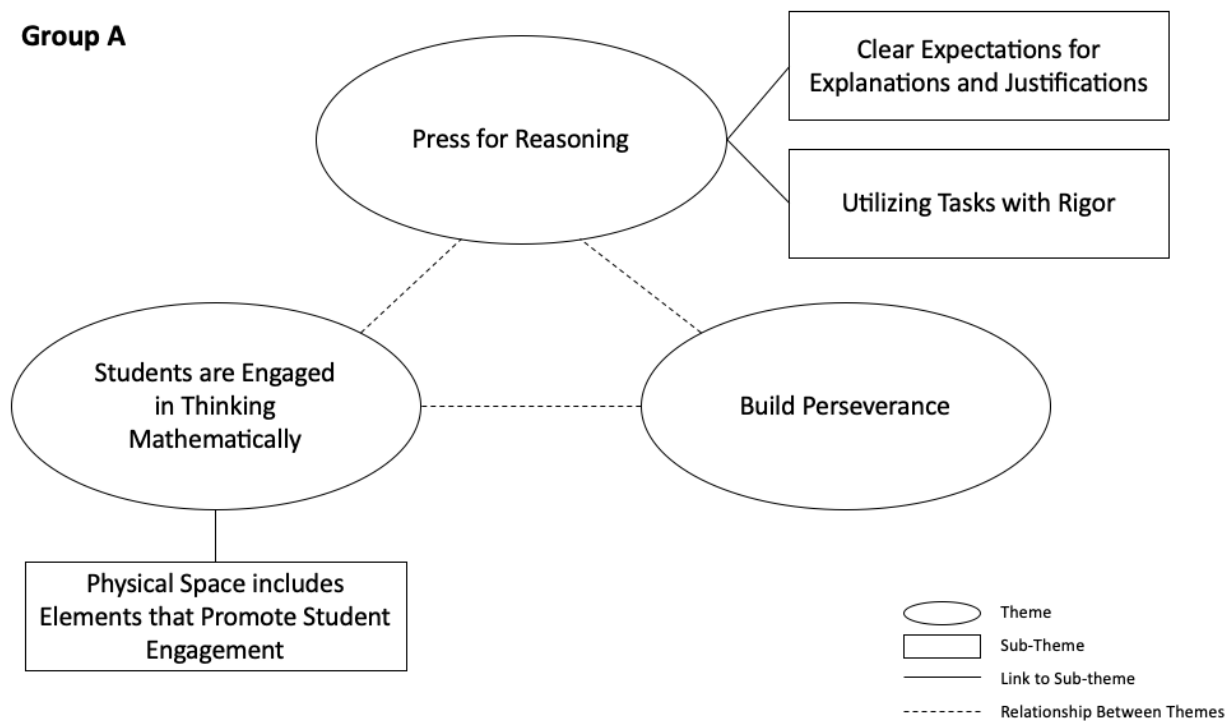 Group A
Clear Expectations for
Explanations and Justifications
Press for Reasoning
Utilizing Tasks with Rigor
Students are Engaged
in Thinking
Mathematically
Build Perseverance
Physical Space includes
Elements that Promote Student
Engagement
Theme
Sub-Theme
Link to Sub-theme
Relationship Between Themes